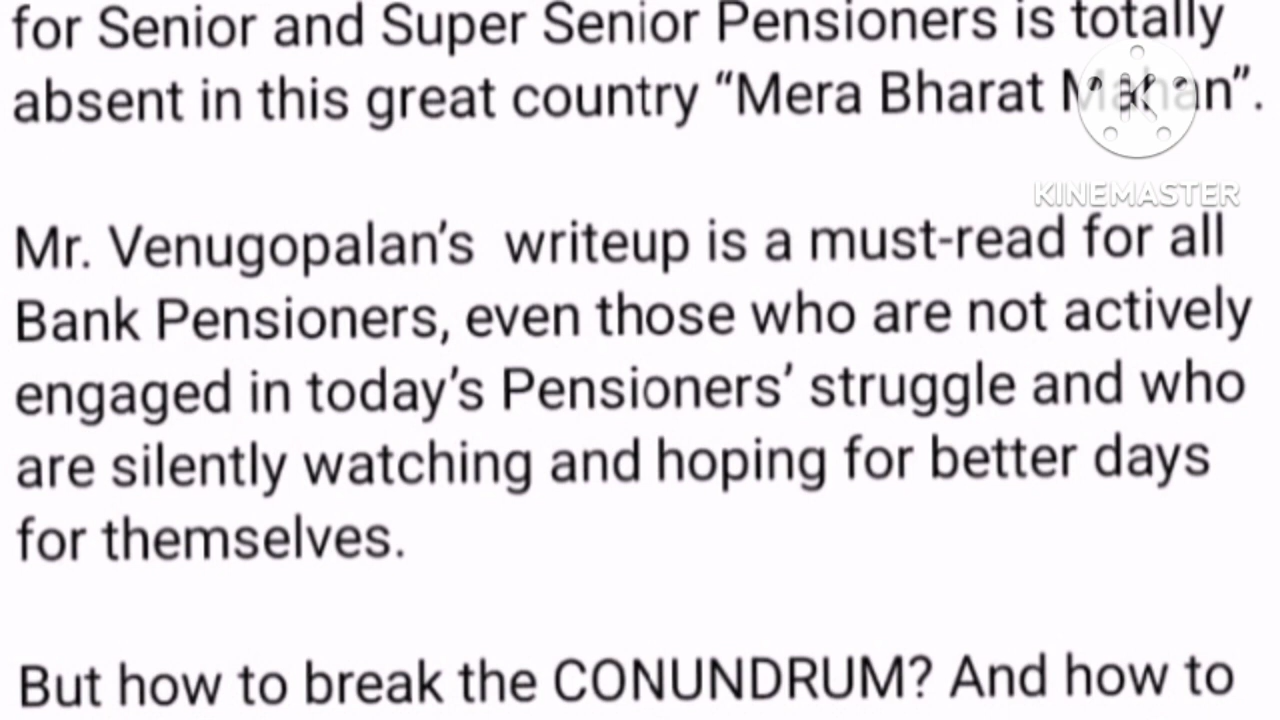 for Senior and Super Senior Pensioners is totally
absent in this great country “Mera Bharat Mahan”.
KINEMASTER
Mr. Venugopalan’s writeup is a must-read for all
Bank Pensioners, even those who are not actively
engaged in today’s Pensioners’ struggle and who
are silently watching and hoping for better days
for themselves.
But how to break the CONUNDRUM? And how to